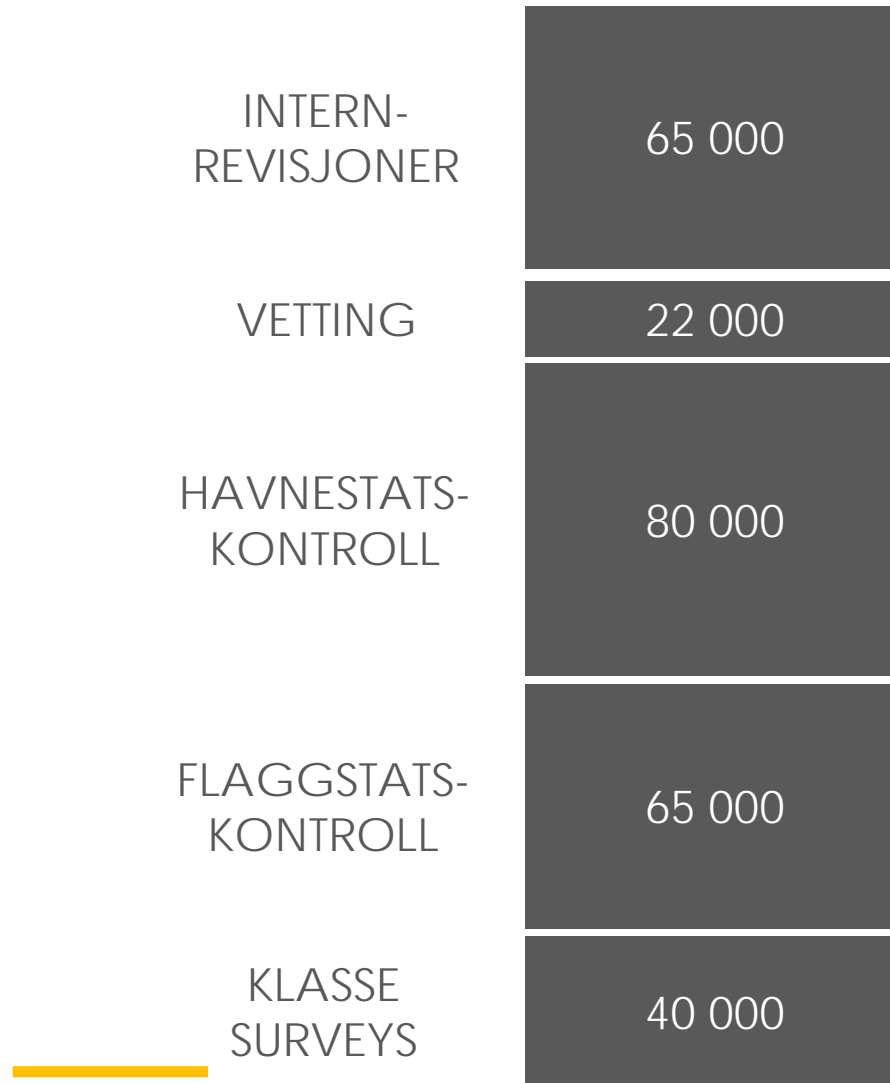 INTERN-
REVISJONER
65 000
VETTING
22 000
HAVNESTATS-
KONTROLL
80 000
FLAGGSTATS-
KONTROLL
65 000
KLASSE
SURVEYS
40 000